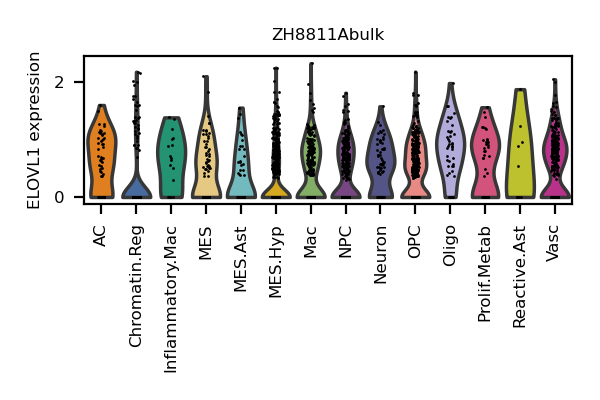 ZH8811Abulk
ELOVL1 expression
2
0
AC
Chromatin.Reg
Inflammatory.Mac
MES
MES.Ast
MES.Hyp
Mac
NPC
Neuron
OPC
Oligo
Prolif.Metab
Reactive.Ast
Vasc